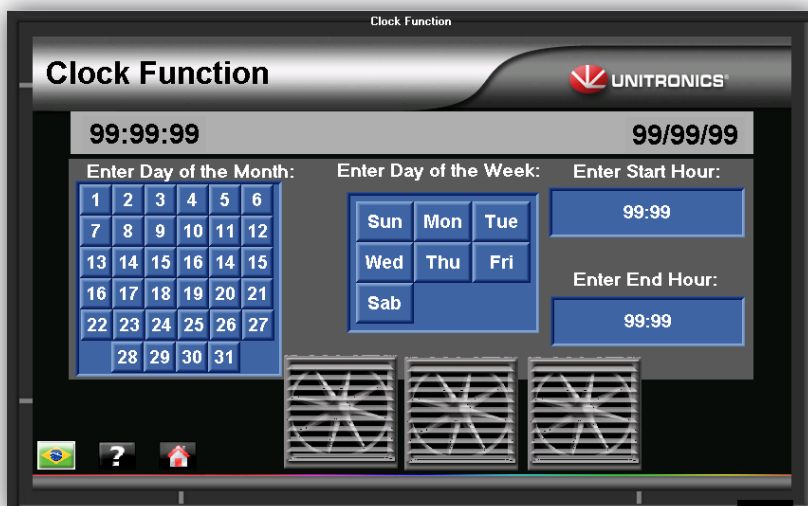 Clock Function
Clock Function
UNITRONICS®
99:99:99 99/99/99
Enter Day of the Month: Enter Day of the Week: Enter Start Hour:
1 2 3 4 5 6
7 8 9 10 11 12
13 14 15 16 14 15
16 17 18 19 20 21
22 23 24 25 26 27
28 29 30 31
Sun Mon Tue
Wed Thu Fri
Sab
99:99
Enter End Hour:
99:99
?